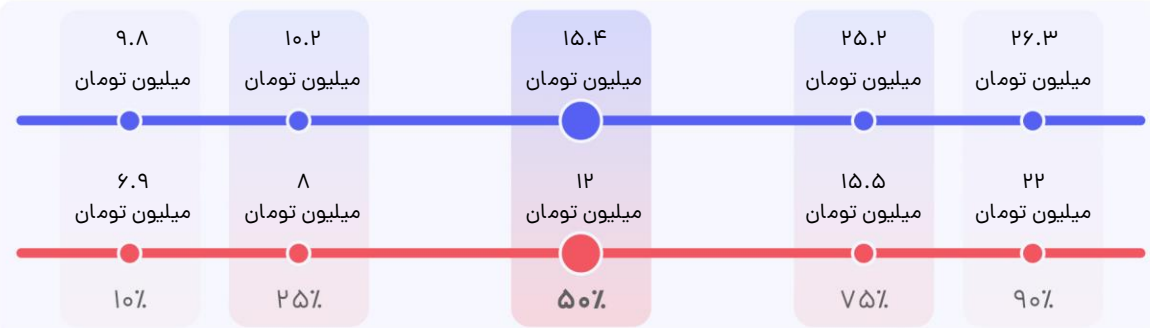 ۹.۸ ۱۰.۲ ۱۵.۴ ۲۵.۲ ۲۶.۳
میلیون تومان میلیون تومان میلیون تومان میلیون تومان میلیون تومان
۶.۹ ۸ ۱۲ ۱۵.۵ ۲۲
میلیون تومان میلیون تومان میلیون تومان میلیون تومان میلیون تومان
۱۰٪ ۲۵٪ ۵۰٪ ۷۵٪ ۹۰٪